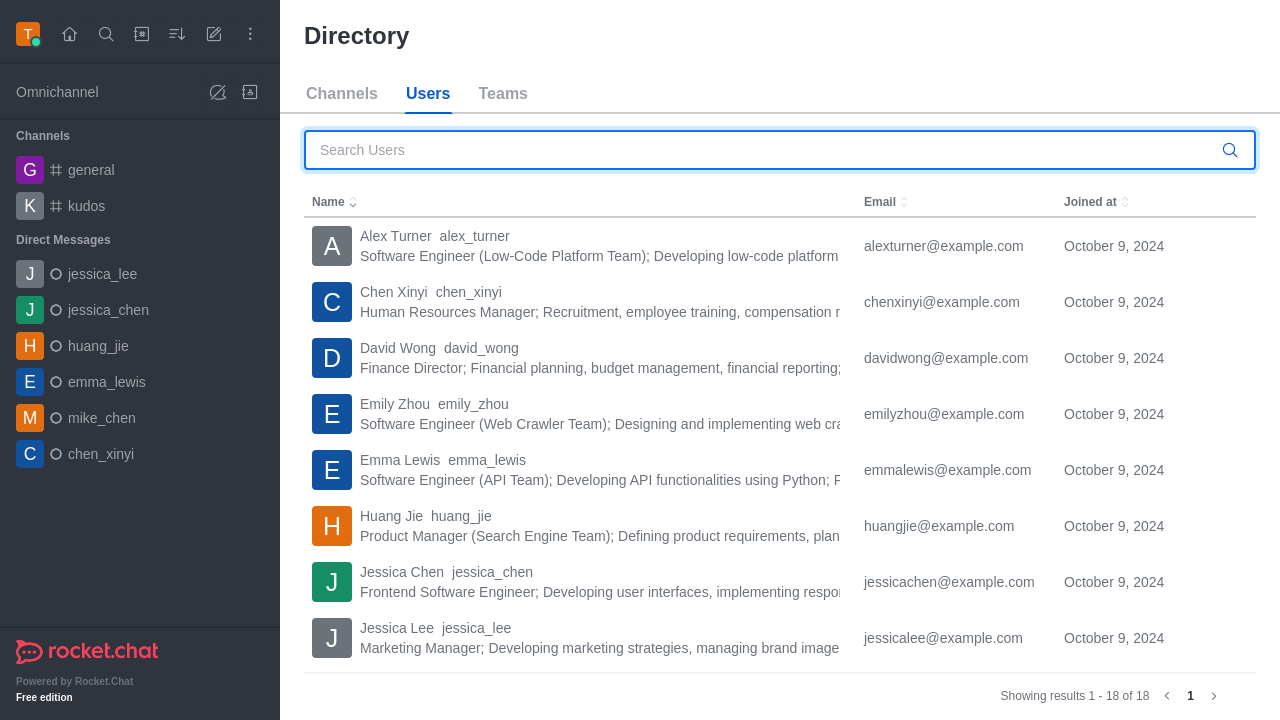 T
Directory
Omnichannel
Channels
G general
K kudos
Direct Messages
J jessica_lee
J jessica_chen
H huang_jie
E emma_lewis
M mike_chen
C chen_xinyi
rocket.chat
Powered by Rocket.Chat
Free edition
Channels Users Teams
Search Users
Name Email Joined at
A Alex Turner alex_turner alexturner@example.com October 9, 2024
Software Engineer (Low-Code Platform Team); Developing low-code platform
C Chen Xinyi chen_xinyi chenxinyi@example.com October 9, 2024
Human Resources Manager; Recruitment, employee training, compensation
D David Wong david_wong davidwong@example.com October 9, 2024
Finance Director; Financial planning, budget management, financial reporting;
E Emily Zhou emily_zhou emilyzhou@example.com October 9, 2024
Software Engineer (Web Crawler Team); Designing and implementing web
E Emma Lewis emma_lewis emmalewis@example.com October 9, 2024
Software Engineer (API Team); Developing API functionalities using Python;
H Huang Jie huang_jie huangjie@example.com October 9, 2024
Product Manager (Search Engine Team); Defining product requirements, plan
J Jessica Chen jessica_chen jessicachen@example.com October 9, 2024
Frontend Software Engineer; Developing user interfaces, implementing
J Jessica Lee jessica_lee jessicalee@example.com October 9, 2024
Marketing Manager; Developing marketing strategies, managing brand image
Showing results 1 - 18 of 18 1